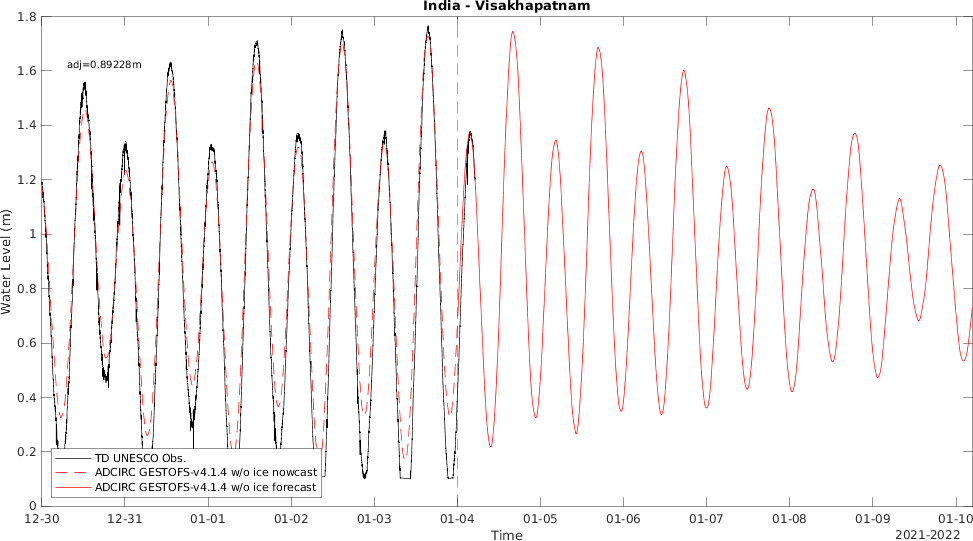 India - Visakhapatnam
1.8
1.6
1.4
1.2
1
0.8
0.6
0.4
0.2
0
Water Level (m)
adj=0.89228m
TD UNESCO Obs.
ADCIRC GESTOFS-v4.1.4 w/o ice nowcast
ADCIRC GESTOFS-v4.1.4 w/o ice forecast
12-30 12-31 01-01 01-02 01-03 01-04 01-05 01-06 01-07 01-08 01-09 01-10
Time
2021-2022